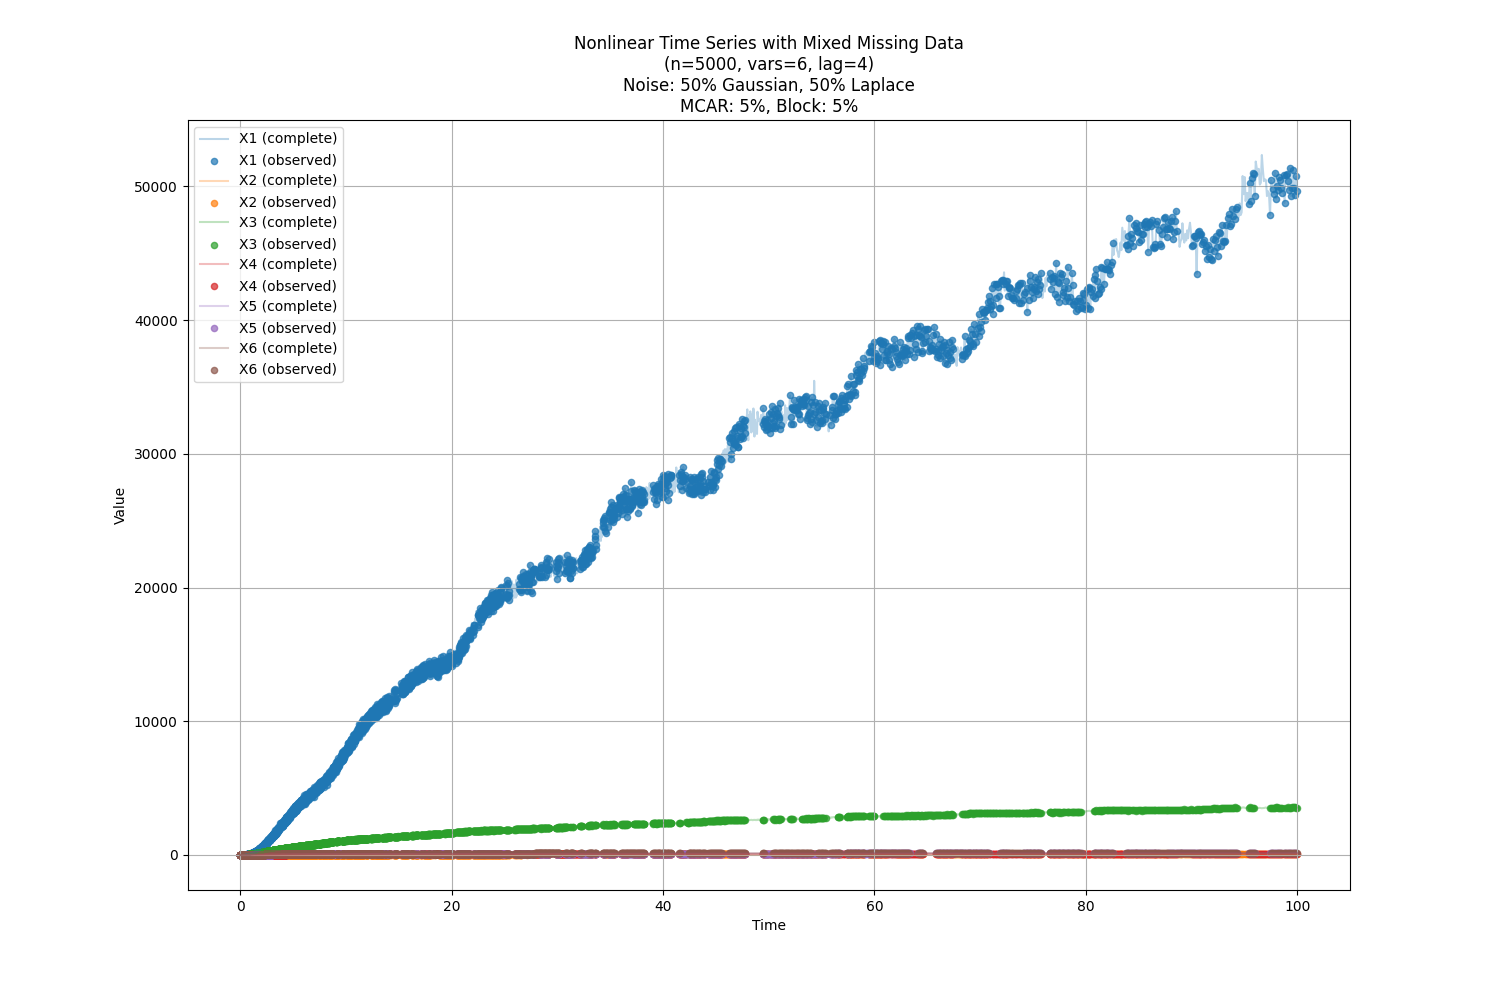 Nonlinear Time Series with Mixed Missing Data
(n=5000, vars=6, lag=4)
Noise: 50% Gaussian, 50% Laplace
MCAR: 5%, Block: 5%
X1 (complete)
X1 (observed)
X2 (complete)
X2 (observed)
X3 (complete)
X3 (observed)
X4 (complete)
X4 (observed)
X5 (complete)
X5 (observed)
X6 (complete)
X6 (observed)
50000
40000
30000
20000
10000
0
Value
0 20 40 60 80 100
Time